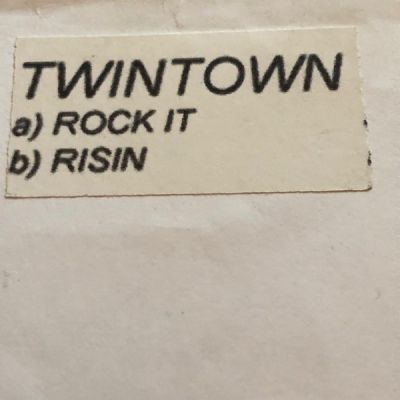 TWINTOWN
a) ROCK IT
b) RISIN